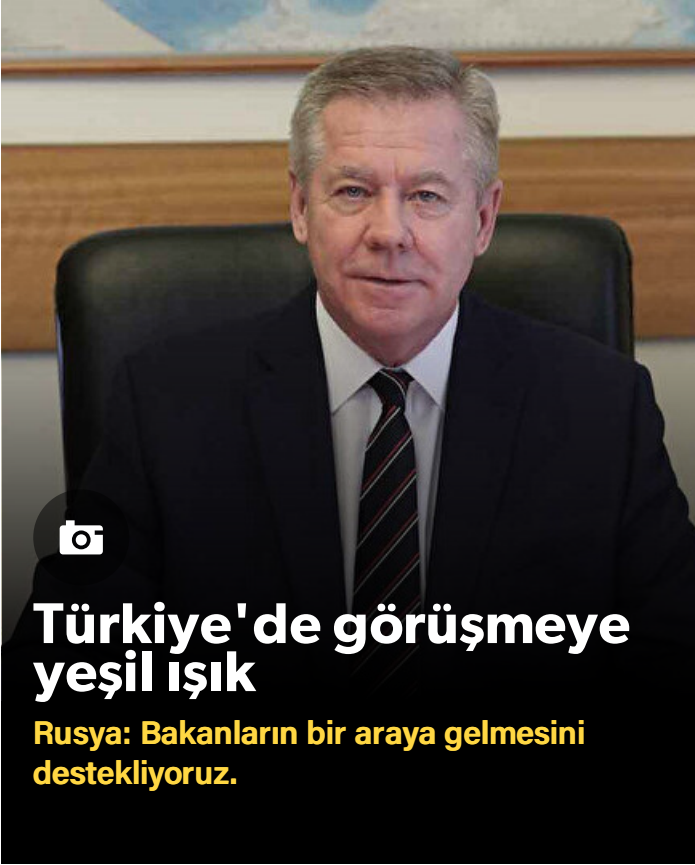 Türkiye'de görüşmeye
yeşil ışık
Rusya: Bakanların bir araya gelmesini
destekliyoruz.